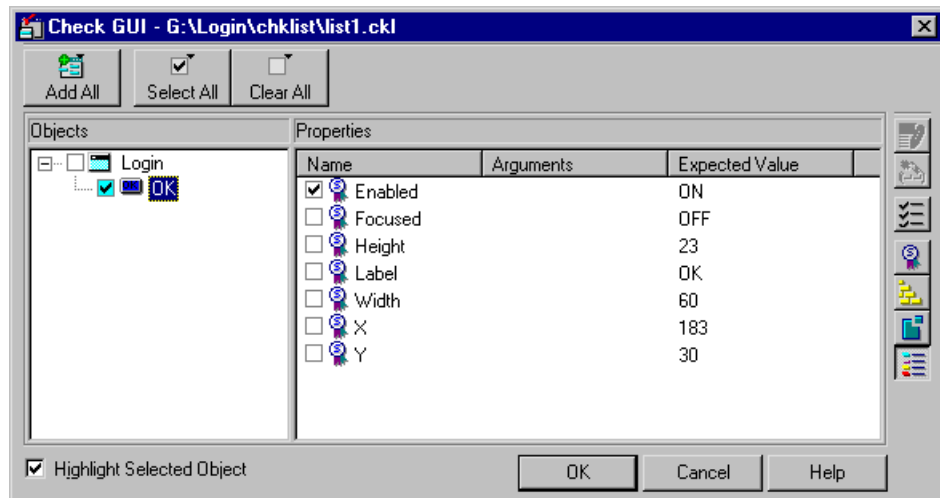 Check GUI - G:\Login\chklist\list1.ckl
Add All Select All Clear All
Objects Properties
Login
OK
Name Arguments Expected Value
Enabled ON
Focused OFF
Height 23
Label OK
Width 60
X 183
Y 30
Highlight Selected Object OK Cancel Help